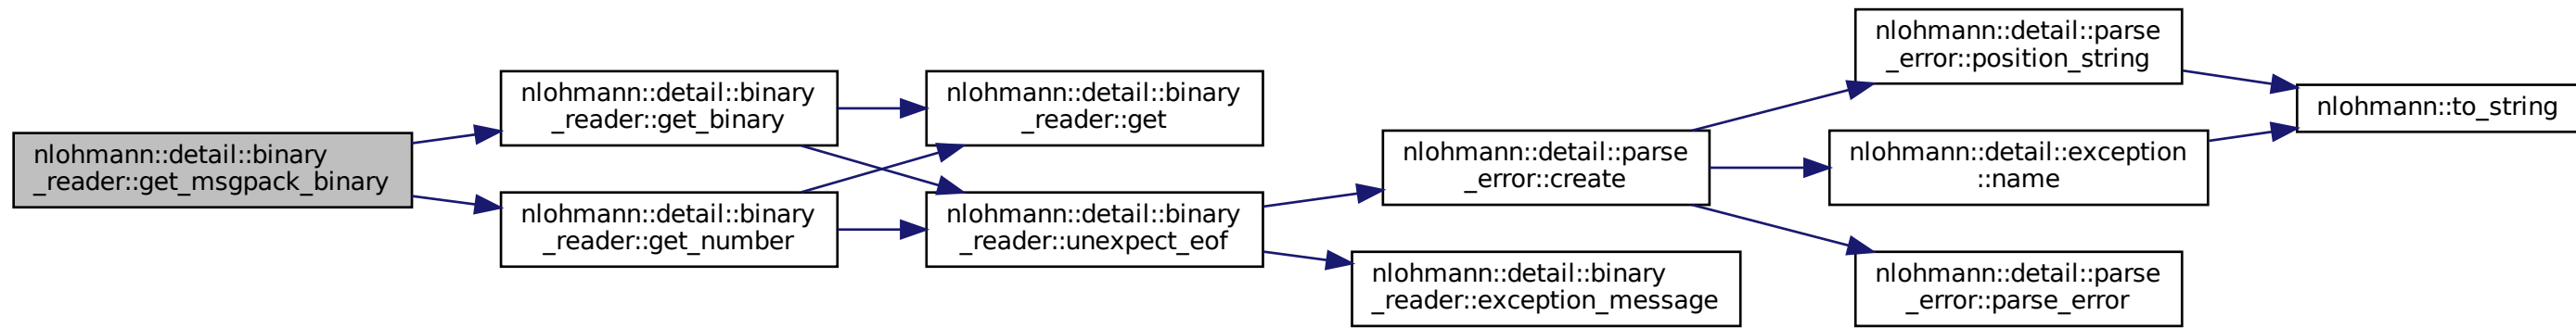 nlohmann::detail::binary
_reader::get_msgpack_binary
nlohmann::detail::binary
_reader::get_binary
nlohmann::detail::binary
_reader::get_number
nlohmann::detail::binary
_reader::get
nlohmann::detail::binary
_reader::unexpect_eof
nlohmann::detail::parse
_error::create
nlohmann::detail::binary
_reader::exception_message
nlohmann::detail::parse
_error::position_string
nlohmann::detail::exception
::name
nlohmann::detail::parse
_error::parse_error
nlohmann::to_string